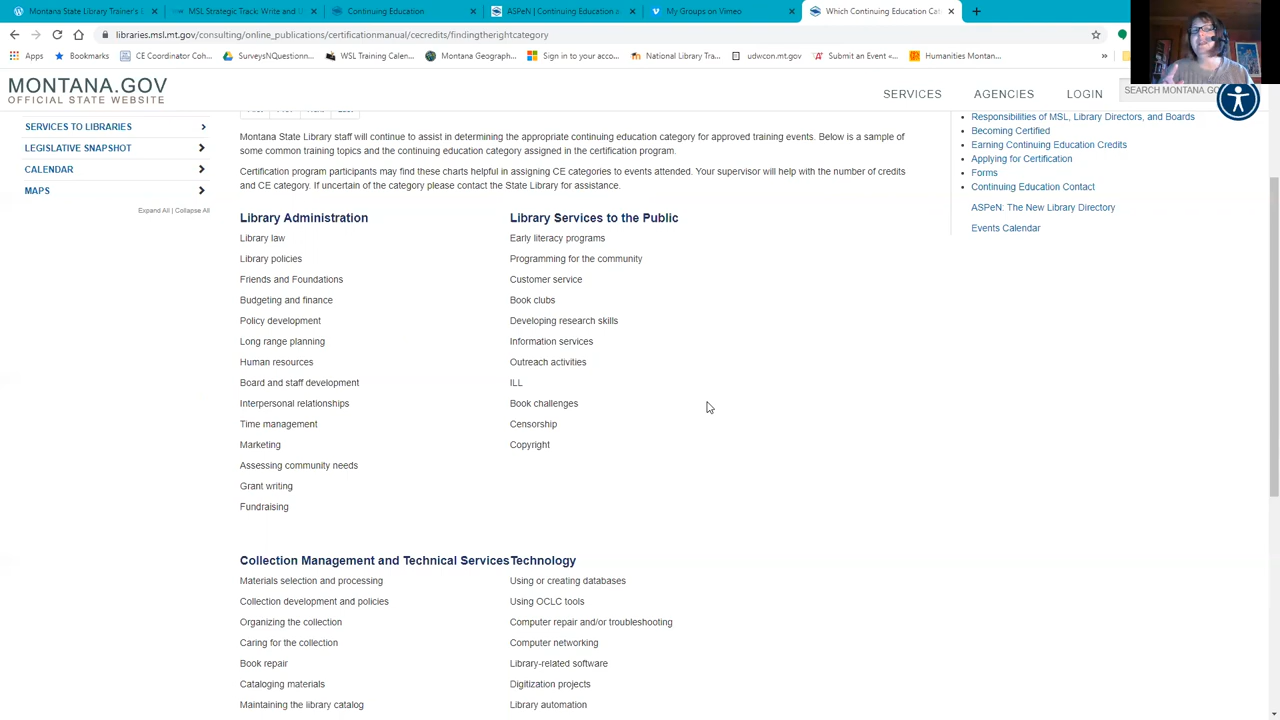 Montana State Library Trainer's E
MSL Strategic Track: Write and U
Continuing Education
ASPeN | Continuing Education a
My Groups on Vimeo
Which Continuing Education Cat
libraries.msl.mt.gov/consulting/online_publications/certificationmanual/cecredits/findingtherightcategory
Apps
Bookmarks
CE Coordinator Coh...
SurveysNQuestionn...
WSL Training Calen...
Montana Geograph...
Sign in to your acco...
National Library Tra...
udwcon.mt.gov
Submit an Event «...
Humanities Montan...
MONTANA.GOV
OFFICIAL STATE WEBSITE
SERVICES
AGENCIES
LOGIN
SEARCH MONTANA.GO
SERVICES TO LIBRARIES
LEGISLATIVE SNAPSHOT
CALENDAR
MAPS
Expand All | Collapse All
Montana State Library staff will continue to assist in determining the appropriate continuing education category for approved training events. Below is a sample of
some common training topics and the continuing education category assigned in the certification program.
Certification program participants may find these charts helpful in assigning CE categories to events attended. Your supervisor will help with the number of credits
and CE category. If uncertain of the category please contact the State Library for assistance.
Library Administration
Library law
Library policies
Friends and Foundations
Budgeting and finance
Policy development
Long range planning
Human resources
Board and staff development
Interpersonal relationships
Time management
Marketing
Assessing community needs
Grant writing
Fundraising
Library Services to the Public
Early literacy programs
Programming for the community
Customer service
Book clubs
Developing research skills
Information services
Outreach activities
ILL
Book challenges
Censorship
Copyright
Collection Management and Technical Services
Materials selection and processing
Collection development and policies
Organizing the collection
Caring for the collection
Book repair
Cataloging materials
Maintaining the library catalog
Technology
Using or creating databases
Using OCLC tools
Computer repair and/or troubleshooting
Computer networking
Library-related software
Digitization projects
Library automation
Responsibilities of MSL, Library Directors, and Boards
Becoming Certified
Earning Continuing Education Credits
Applying for Certification
Forms
Continuing Education Contact
ASPeN: The New Library Directory
Events Calendar